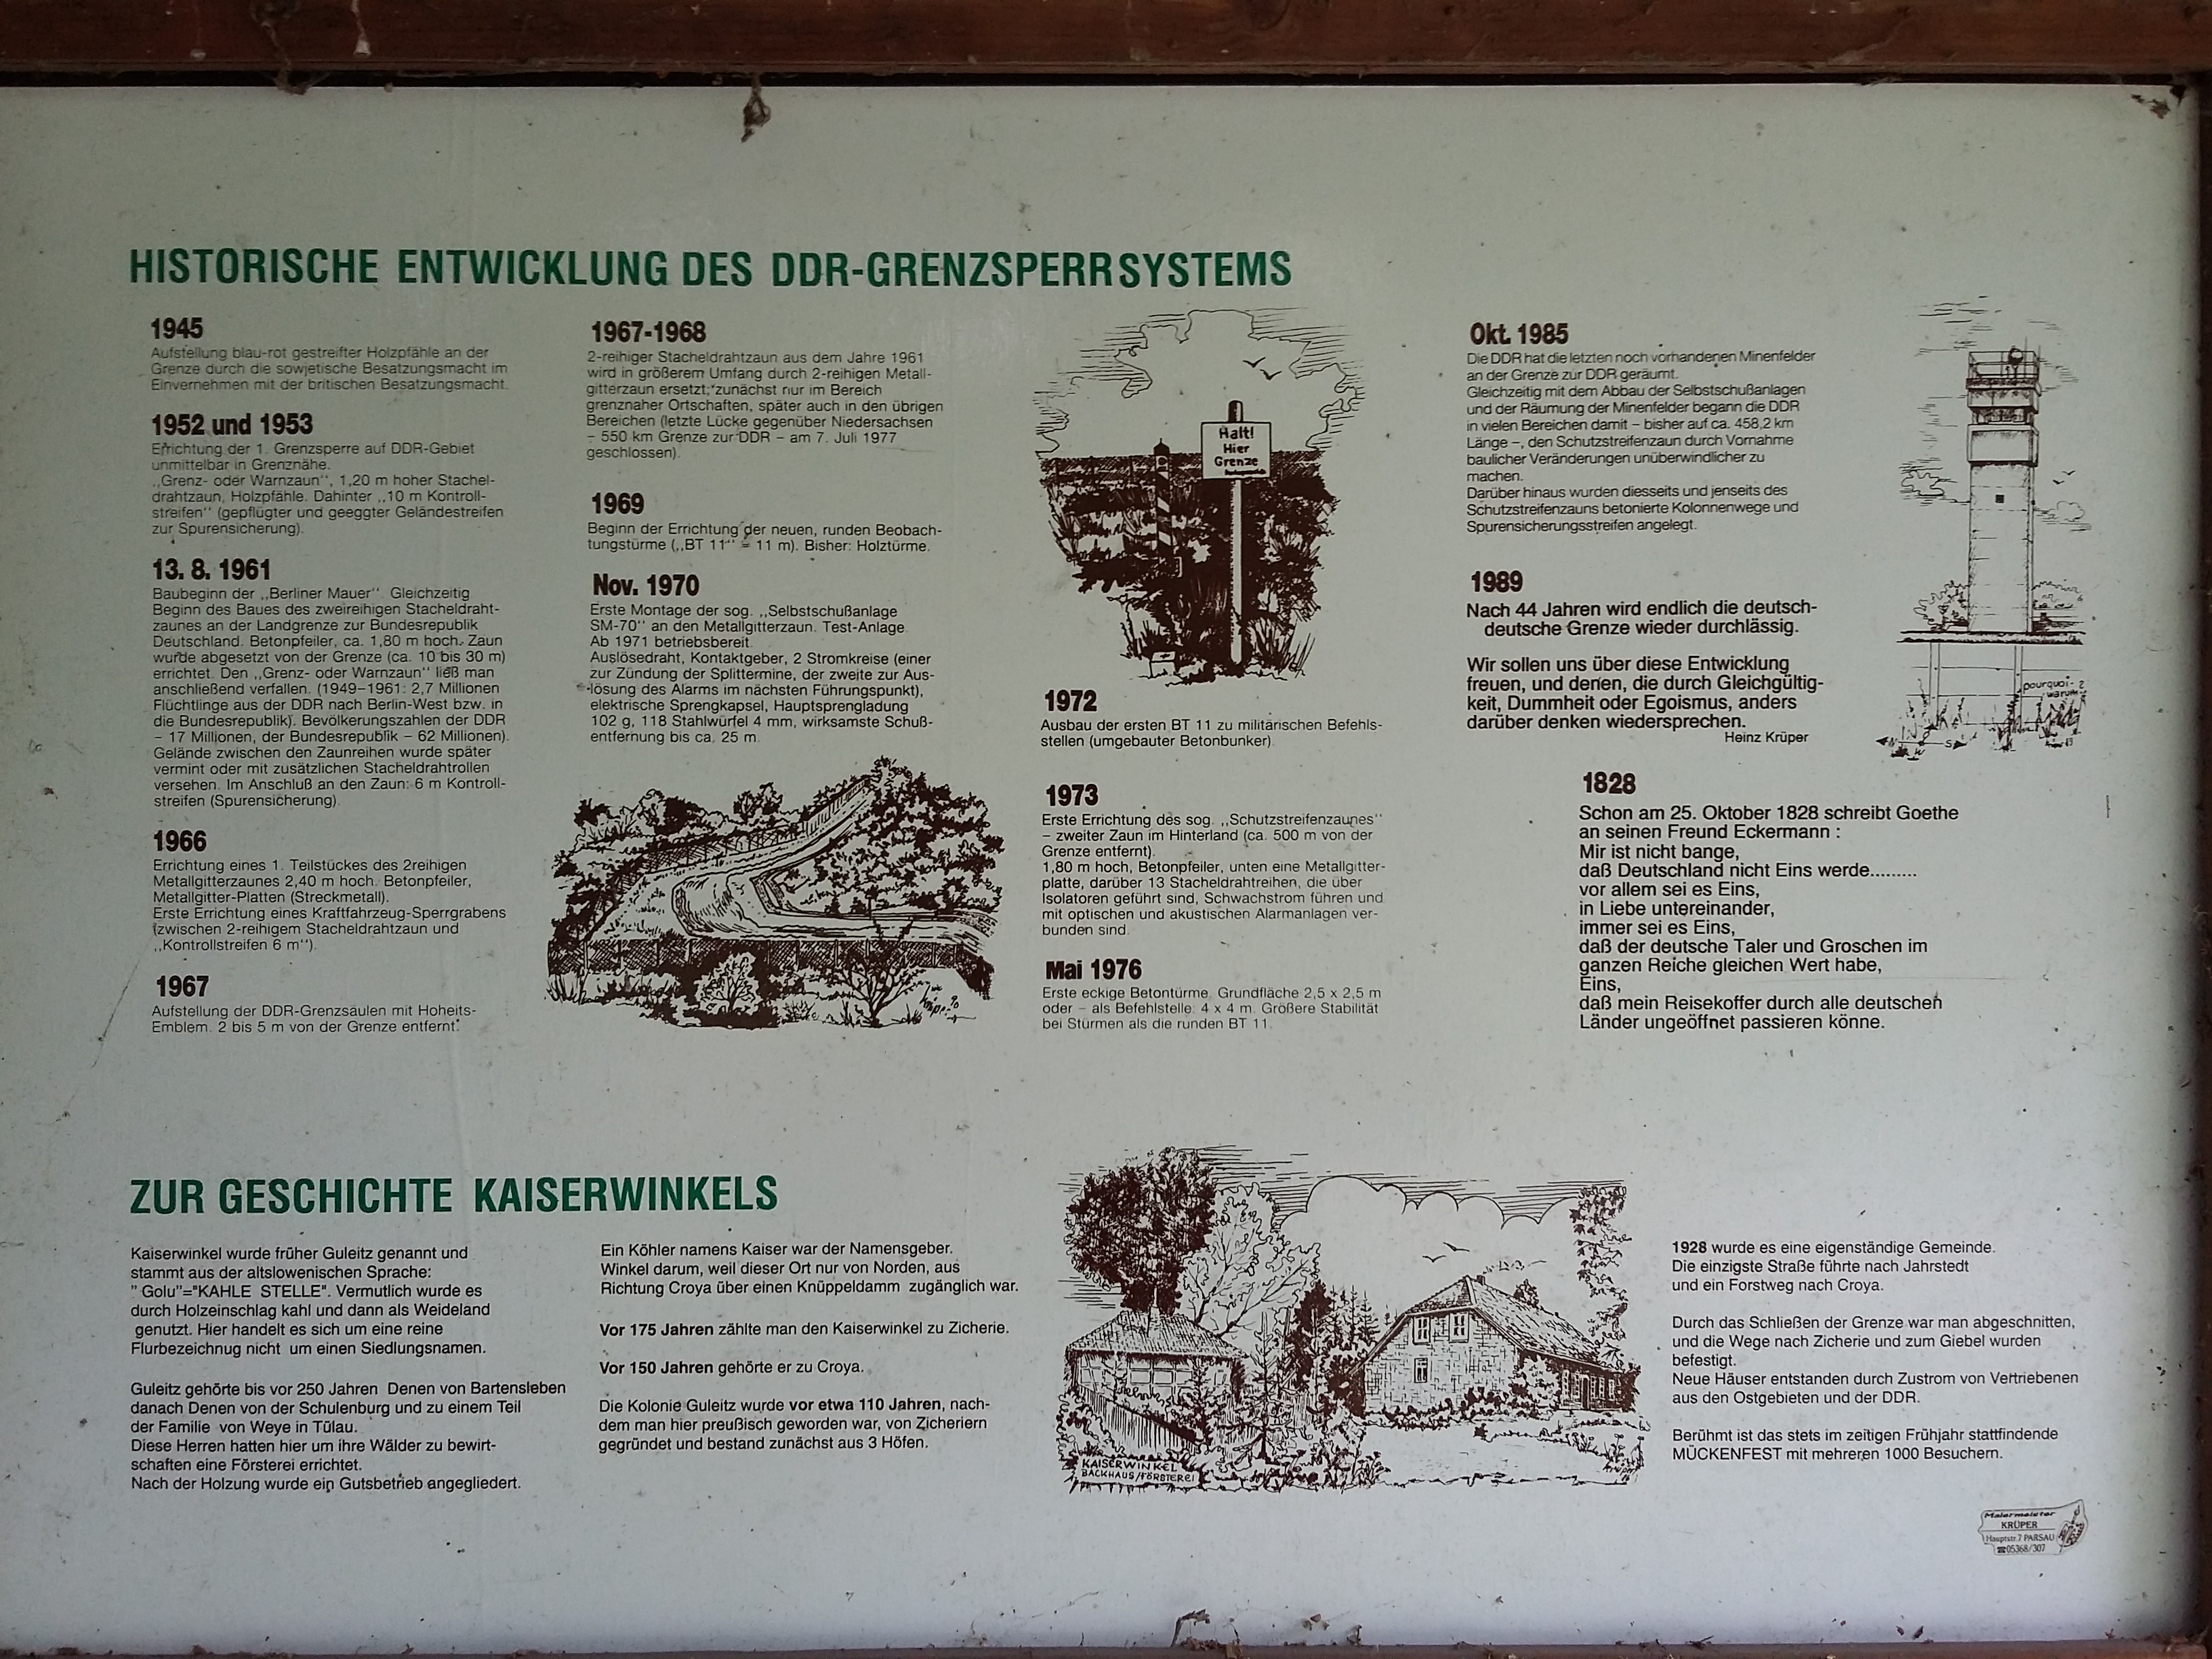 HISTORISCHE ENTWICKLUNG DES DDR-GRENZSPERRSYSTEMS
1945
Aufstellung blau-rot gestreifter Holzpfähle an der
Grenze durch die sowjetische Besatzungsmacht im
Einvernehmen mit der britischen Besatzungsmacht.
1952 und 1953
Errichtung der 1. Grenzsperre auf DDR-Gebiet
unmittelbar in Grenznähe.
„Grenz- oder Warnzaun", 1,20 m hoher Stachel-
drahtzaun, Holzpfähle. Dahinter „10 m Kontroll-
streifen" (gepflügter und geeggter Geländestreifen
zur Spurensicherung).
13. 8. 1961
Baubeginn der „Berliner Mauer". Gleichzeitig
Beginn des Baues des zweireihigen Stacheldraht-
zaunes an der Landgrenze zur Bundesrepublik
Deutschland. Betonpfeiler, ca. 1,80 m hoch. Zaun
wurde abgesetzt von der Grenze (ca. 10 bis 30 m)
errichtet. Den „Grenz- oder Warnzaun" ließ man
anschließend verfallen. (1949–1961: 2,7 Millionen
Flüchtlinge aus der DDR nach Berlin-West bzw. in
die Bundesrepublik). Bevölkerungszahlen der DDR
– 17 Millionen, der Bundesrepublik – 62 Millionen).
Gelände zwischen den Zaunreihen wurde später
vermint oder mit zusätzlichen Stacheldrahtrollen
versehen. Im Anschluß an den Zaun: 6 m Kontroll-
streifen (Spurensicherung).
1966
Errichtung eines 1. Teilstückes des 2reihigen
Metallgitterzaunes 2,40 m hoch. Betonpfeiler,
Metallgitter-Platten (Streckmetall).
Erste Errichtung eines Kraftfahrzeug-Sperrgrabens
(zwischen 2-reihigem Stacheldrahtzaun und
„Kontrollstreifen 6 m").
1967
Aufstellung der DDR-Grenzsäulen mit Hoheits-
Emblem. 2 bis 5 m von der Grenze entfernt.
1967-1968
2-reihiger Stacheldrahtzaun aus dem Jahre 1961
wird in größerem Umfang durch 2-reihigen Metall-
gitterzaun ersetzt; zunächst nur im Bereich
grenznaher Ortschaften, später auch in den übrigen
Bereichen (letzte Lücke gegenüber Niedersachsen
– 550 km Grenze zur DDR – am 7. Juli 1977
geschlossen).
1969
Beginn der Errichtung der neuen, runden Beobach-
tungstürme („BT 11" = 11 m). Bisher: Holztürme.
Nov. 1970
Erste Montage der sog. „Selbstschußanlage
SM-70" an den Metallgitterzaun. Test-Anlage.
Ab 1971 betriebsbereit.
Auslösedraht, Kontaktgeber, 2 Stromkreise (einer
zur Zündung der Splittermine, der zweite zur Aus-
lösung des Alarms im nächsten Führungspunkt),
elektrische Sprengkapsel, Hauptsprengladung
102 g, 118 Stahlwürfel 4 mm, wirksamste Schuß-
entfernung bis ca. 25 m.
Halt!
Hier
Grenze
1972
Ausbau der ersten BT 11 zu militärischen Befehls-
stellen (umgebauter Betonbunker).
1973
Erste Errichtung des sog. „Schutzstreifenzaunes"
– zweiter Zaun im Hinterland (ca. 500 m von der
Grenze entfernt).
1,80 m hoch, Betonpfeiler, unten eine Metallgitter-
platte, darüber 13 Stacheldrahtreihen, die über
Isolatoren geführt sind, Schwachstrom führen und
mit optischen und akustischen Alarmanlagen ver-
bunden sind.
Mai 1976
Erste eckige Betontürme. Grundfläche 2,5 x 2,5 m
oder – als Befehlstelle: 4 x 4 m. Größere Stabilität
bei Stürmen als die runden BT 11.
Okt. 1985
Die DDR hat die letzten noch vorhandenen Minenfelder
an der Grenze zur DDR geräumt.
Gleichzeitig mit dem Abbau der Selbstschußanlagen
und der Räumung der Minenfelder begann die DDR
in vielen Bereichen damit – bisher auf ca. 458,2 km
Länge –, den Schutzstreifenzaun durch Vornahme
baulicher Veränderungen unüberwindlicher zu
machen.
Darüber hinaus wurden diesseits und jenseits des
Schutzstreifenzauns betonierte Kolonnenwege und
Spurensicherungsstreifen angelegt.
1989
Nach 44 Jahren wird endlich die deutsch-
deutsche Grenze wieder durchlässig.
Wir sollen uns über diese Entwicklung
freuen, und denen, die durch Gleichgültig-
keit, Dummheit oder Egoismus, anders
darüber denken wiedersprechen.
Heinz Krüper
pourquoi-?
warum?
N S
1828
Schon am 25. Oktober 1828 schreibt Goethe
an seinen Freund Eckermann :
Mir ist nicht bange,
daß Deutschland nicht Eins werde.........
vor allem sei es Eins,
in Liebe untereinander,
immer sei es Eins,
daß der deutsche Taler und Groschen im
ganzen Reiche gleichen Wert habe,
Eins,
daß mein Reisekoffer durch alle deutschen
Länder ungeöffnet passieren könne.
ZUR GESCHICHTE KAISERWINKELS
Kaiserwinkel wurde früher Guleitz genannt und
stammt aus der altslowenischen Sprache:
" Golu"="KAHLE STELLE". Vermutlich wurde es
durch Holzeinschlag kahl und dann als Weideland
genutzt. Hier handelt es sich um eine reine
Flurbezeichnug nicht um einen Siedlungsnamen.
Guleitz gehörte bis vor 250 Jahren Denen von Bartensleben
danach Denen von der Schulenburg und zu einem Teil
der Familie von Weye in Tülau.
Diese Herren hatten hier um ihre Wälder zu bewirt-
schaften eine Försterei errichtet.
Nach der Holzung wurde ein Gutsbetrieb angegliedert.
Ein Köhler namens Kaiser war der Namensgeber.
Winkel darum, weil dieser Ort nur von Norden, aus
Richtung Croya über einen Knüppeldamm zugänglich war.
Vor 175 Jahren zählte man den Kaiserwinkel zu Zicherie.
Vor 150 Jahren gehörte er zu Croya.
Die Kolonie Guleitz wurde vor etwa 110 Jahren, nach-
dem man hier preußisch geworden war, von Zicheriern
gegründet und bestand zunächst aus 3 Höfen.
KAISERWINKEL
BACKHAUS/FÖRSTEREI
1928 wurde es eine eigenständige Gemeinde.
Die einzigste Straße führte nach Jahrstedt
und ein Forstweg nach Croya.
Durch das Schließen der Grenze war man abgeschnitten,
und die Wege nach Zicherie und zum Giebel wurden
befestigt.
Neue Häuser entstanden durch Zustrom von Vertriebenen
aus den Ostgebieten und der DDR.
Berühmt ist das stets im zeitigen Frühjahr stattfindende
MÜCKENFEST mit mehreren 1000 Besuchern.
Malermeister
KRÜPER
Hauptstr.7 PARSAU
☎05368/307